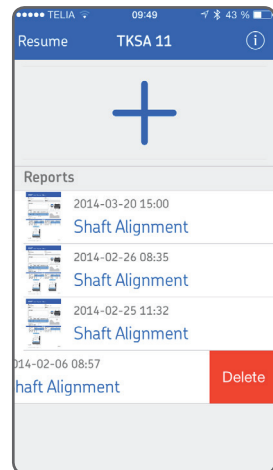 TELIA 09:49 43 %
Resume TKSA 11
Reports
2014-03-20 15:00
Shaft Alignment
2014-02-26 08:35
Shaft Alignment
2014-02-25 11:32
Shaft Alignment
014-02-06 08:57
haft Alignment
Delete